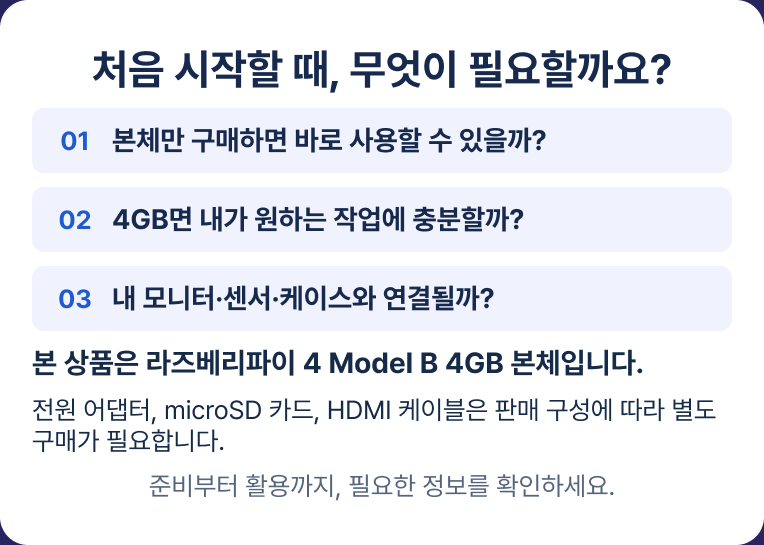 처음 시작할 때, 무엇이 필요할까요?
01 본체만 구매하면 바로 사용할 수 있을까?
02 4GB면 내가 원하는 작업에 충분할까?
03 내 모니터·센서·케이스와 연결될까?
본 상품은 라즈베리파이 4 Model B 4GB 본체입니다.
전원 어댑터, microSD 카드, HDMI 케이블은 판매 구성에 따라 별도
구매가 필요합니다.
준비부터 활용까지, 필요한 정보를 확인하세요.